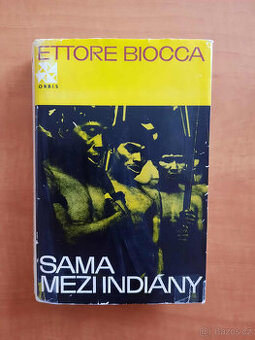 ETTORE BIOCCA
ORBIS
SAMA
MEZI INDIÁNY